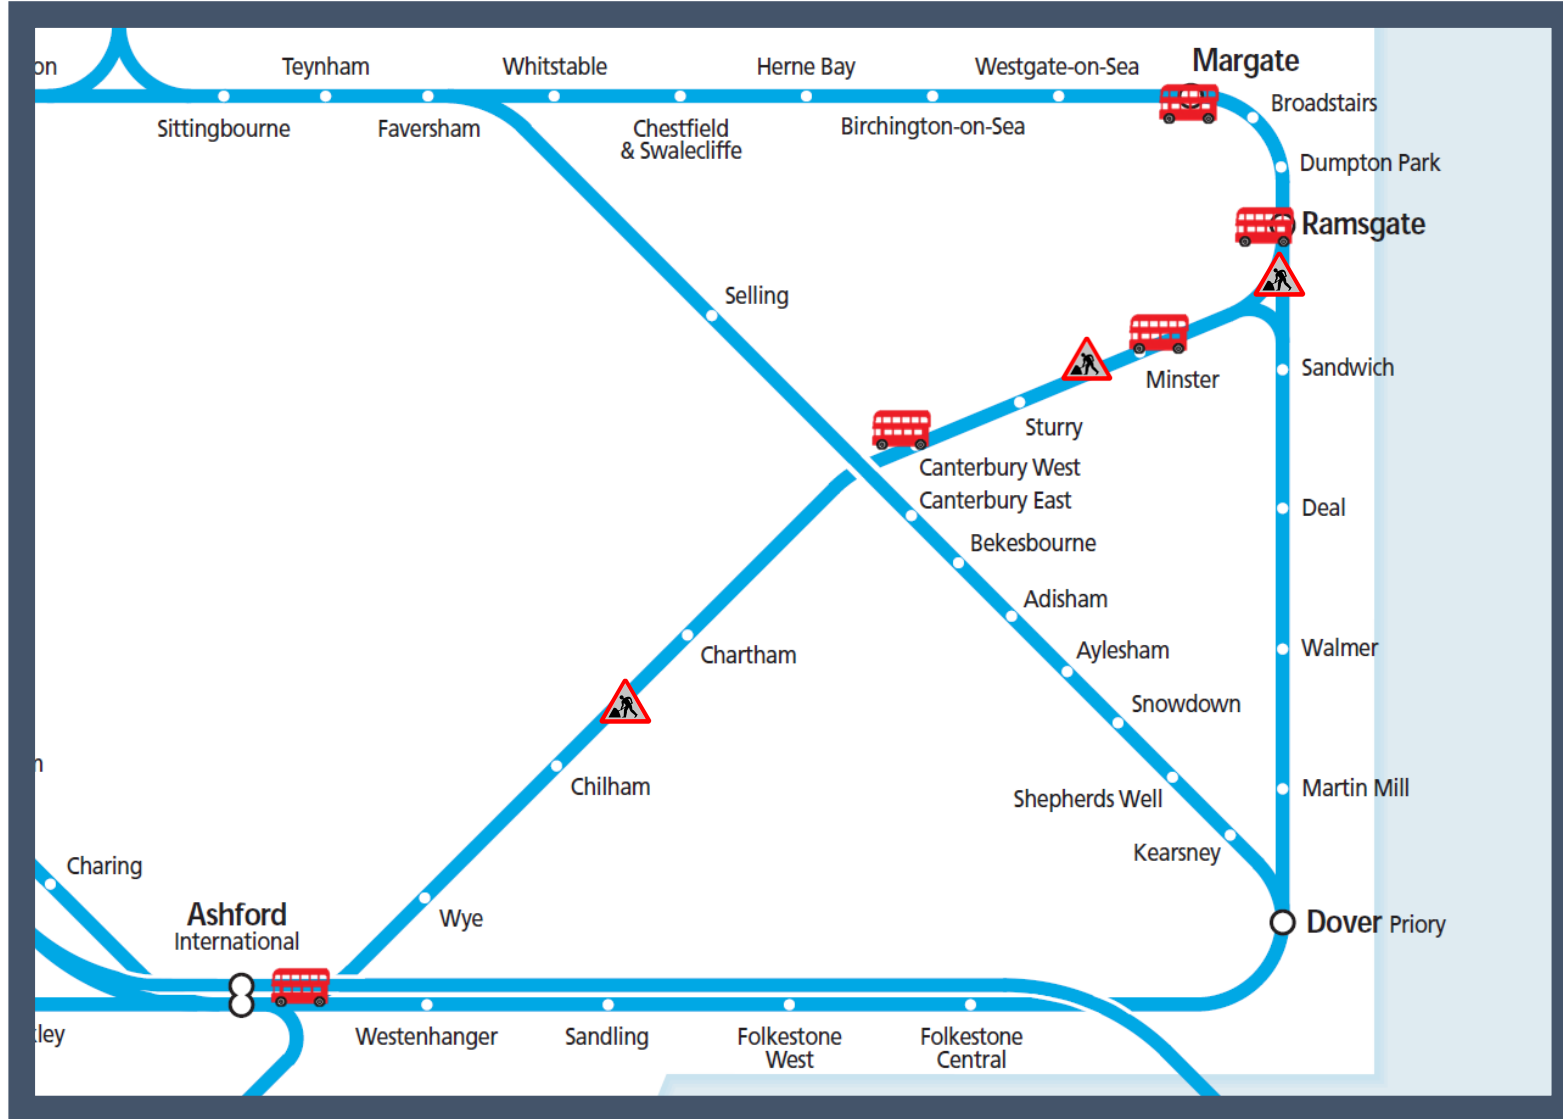 on
Teynham
Whitstable
Herne Bay
Westgate-on-Sea
Margate
Broadstairs
Sittingbourne
Faversham
Chestfield
& Swalecliffe
Birchington-on-Sea
Dumpton Park
Ramsgate
Selling
Minster
Sandwich
Sturry
Canterbury West
Canterbury East
Deal
Bekesbourne
Adisham
Chartham
Aylesham
Walmer
Snowdown
Chilham
Shepherds Well
Martin Mill
Kearsney
Charing
Ashford
International
Wye
Dover Priory
kley
Westenhanger
Sandling
Folkestone
West
Folkestone
Central